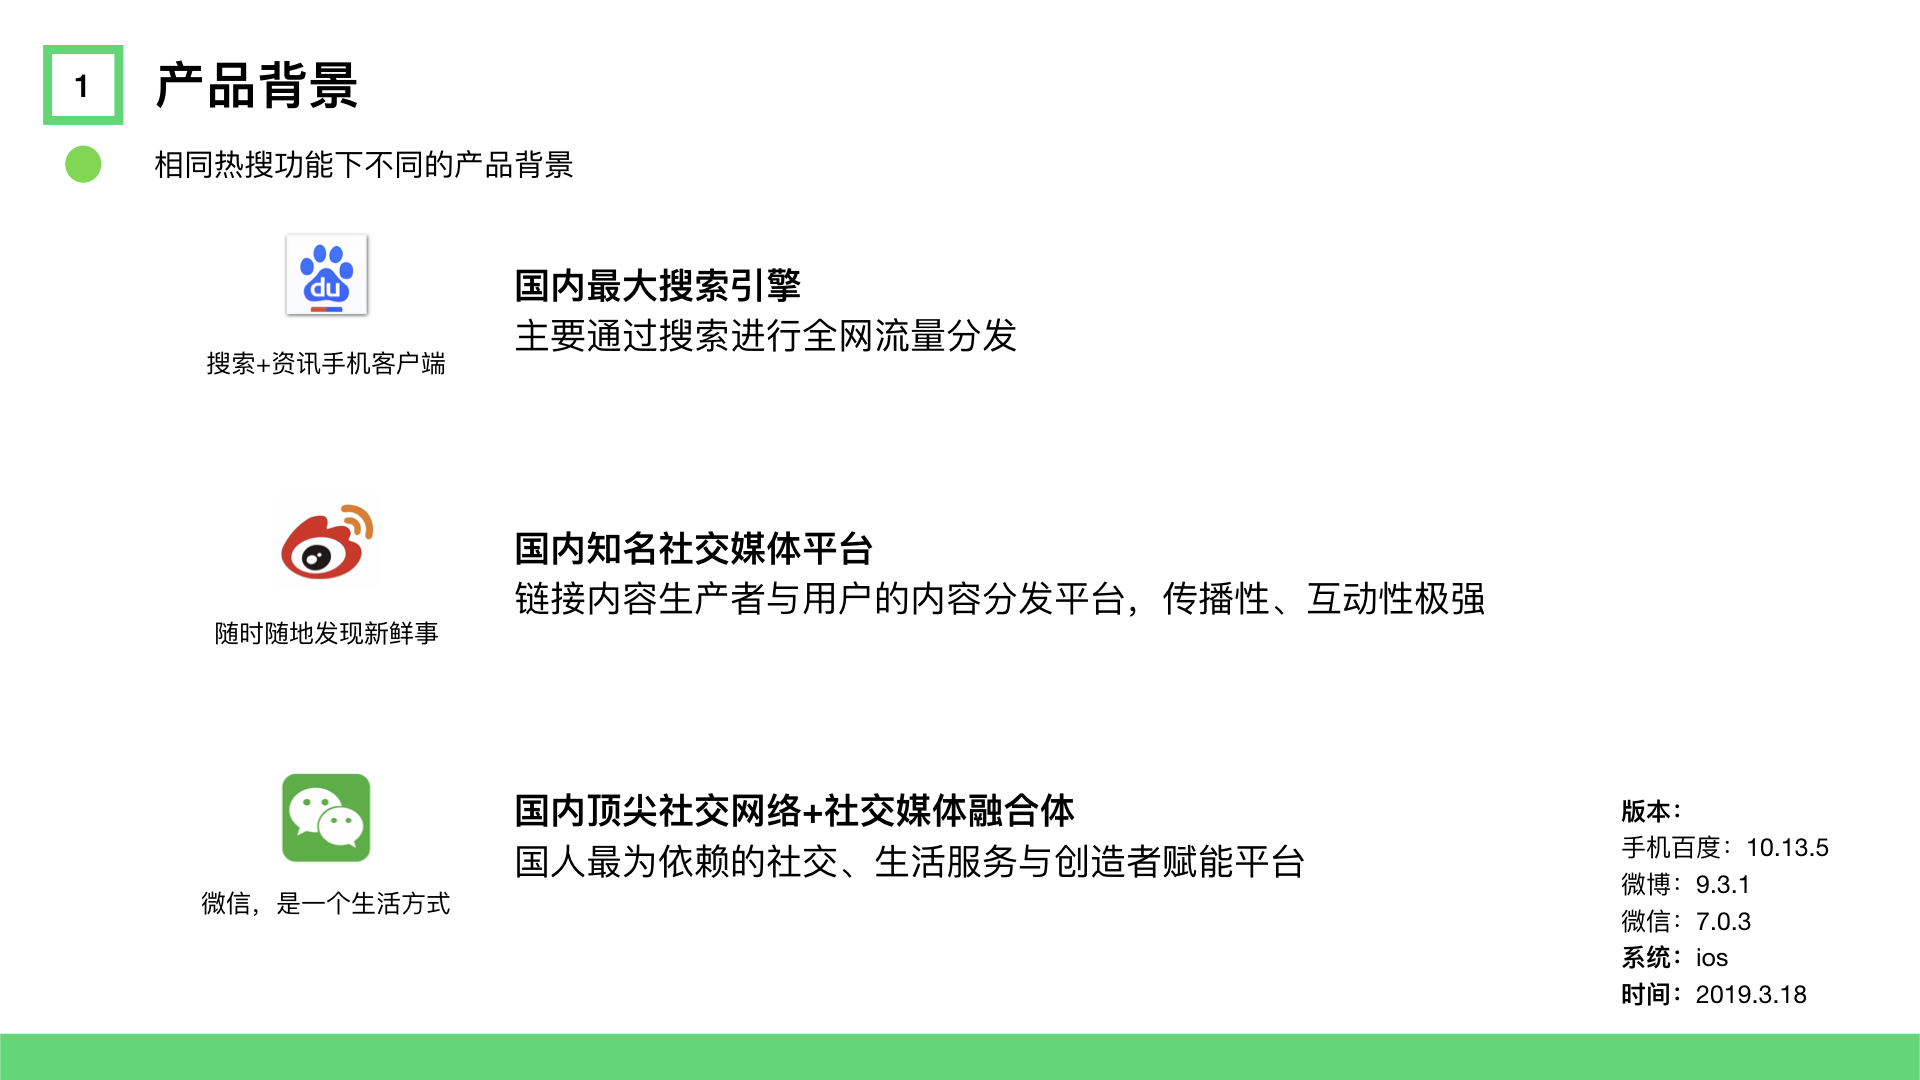 1
产品背景
相同热搜功能下不同的产品背景
du
搜索+资讯手机客户端
国内最大搜索引擎
主要通过搜索进行全网流量分发
随时随地发现新鲜事
国内知名社交媒体平台
链接内容生产者与用户的内容分发平台，传播性、互动性极强
微信，是一个生活方式
国内顶尖社交网络+社交媒体融合体
国人最为依赖的社交、生活服务与创造者赋能平台
版本：
手机百度：10.13.5
微博：9.3.1
微信：7.0.3
系统：ios
时间：2019.3.18